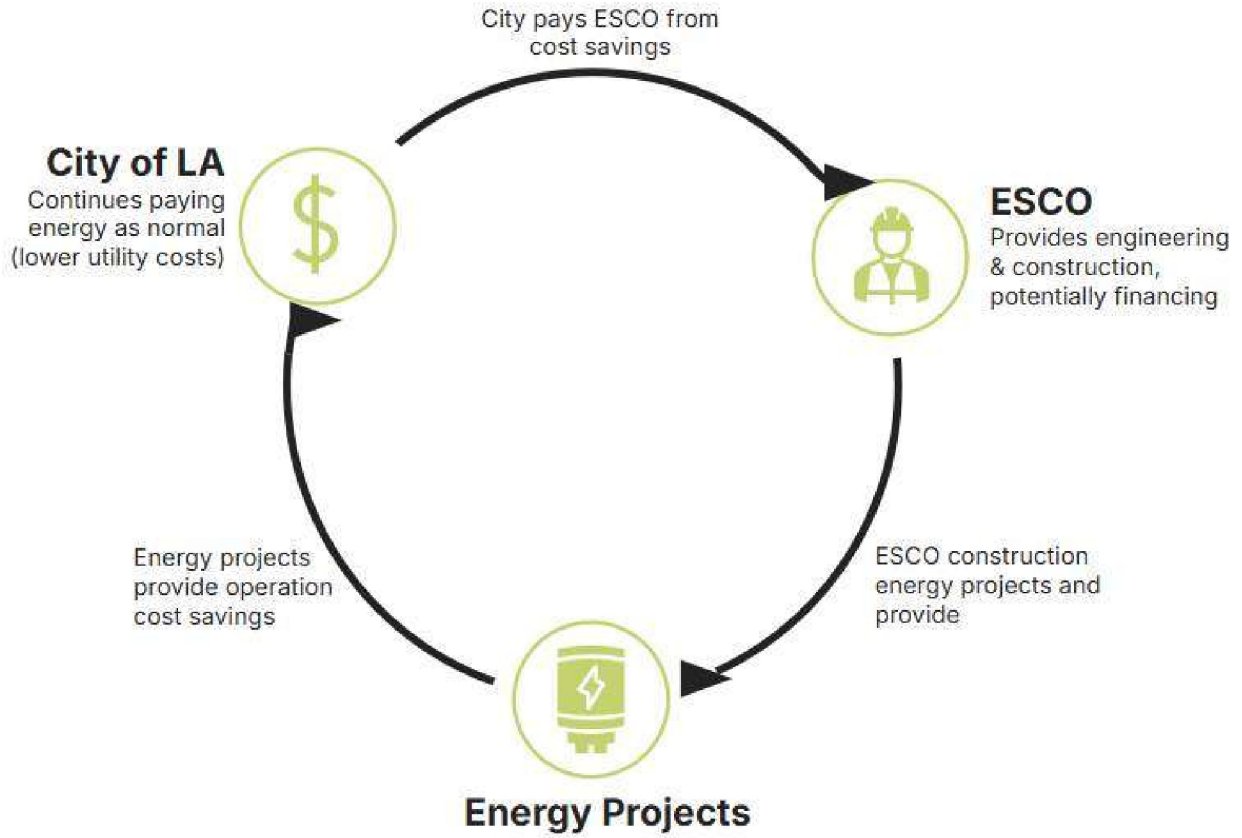 City pays ESCO from
cost savings
City of LA
Continues paying
energy as normal
(lower utility costs)
ESCO
Provides engineering
& construction,
potentially financing
Energy projects
provide operation
cost savings
ESCO construction
energy projects and
provide
Energy Projects